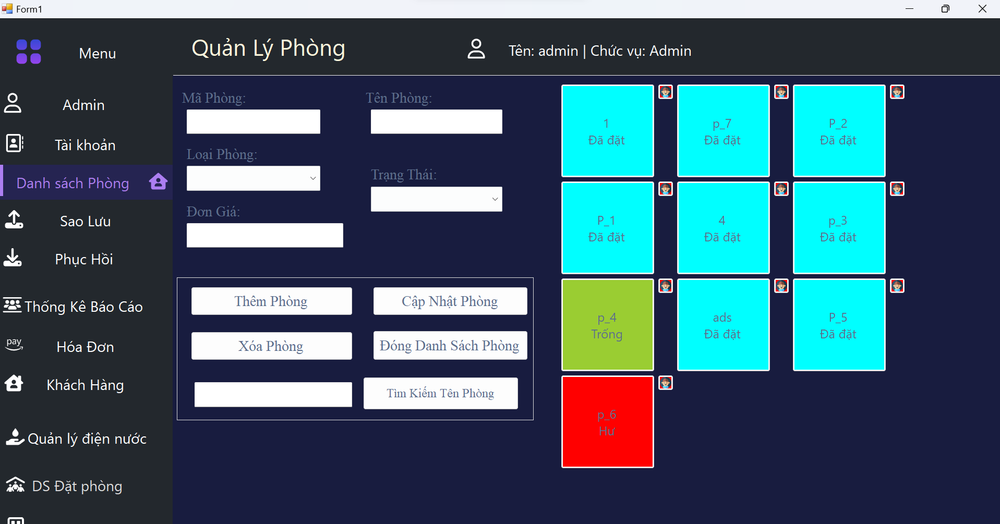 Form1
Menu
Quản Lý Phòng
Tên: admin | Chức vụ: Admin
Admin
Tài khoản
Danh sách Phòng
Sao Lưu
Phục Hồi
Thống Kê Báo Cáo
pay
Hóa Đơn
Khách Hàng
Quản lý điện nước
DS Đặt phòng
Mã Phòng:
Tên Phòng:
Loại Phòng:
Trạng Thái:
Đơn Giá:
Thêm Phòng
Cập Nhật Phòng
Xóa Phòng
Đóng Danh Sách Phòng
Tìm Kiếm Tên Phòng
1
Đã đặt
p_7
Đã đặt
P_2
Đã đặt
P_1
Đã đặt
4
Đã đặt
p_3
Đã đặt
p_4
Trống
ads
Đã đặt
P_5
Đã đặt
p_6
Hư